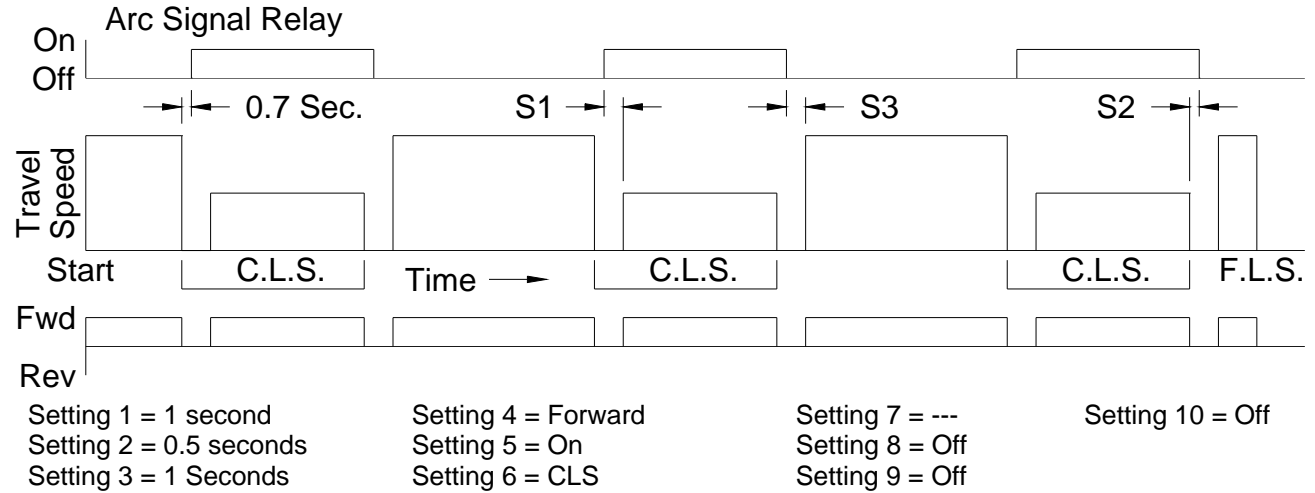 Arc Signal Relay
On
Off
0.7 Sec.
S1
S3
S2
Travel
Speed
Start
C.L.S.
Time
C.L.S.
C.L.S.
F.L.S.
Fwd
Rev
Setting 1 = 1 second
Setting 2 = 0.5 seconds
Setting 3 = 1 Seconds
Setting 4 = Forward
Setting 5 = On
Setting 6 = CLS
Setting 7 = ---
Setting 8 = Off
Setting 9 = Off
Setting 10 = Off